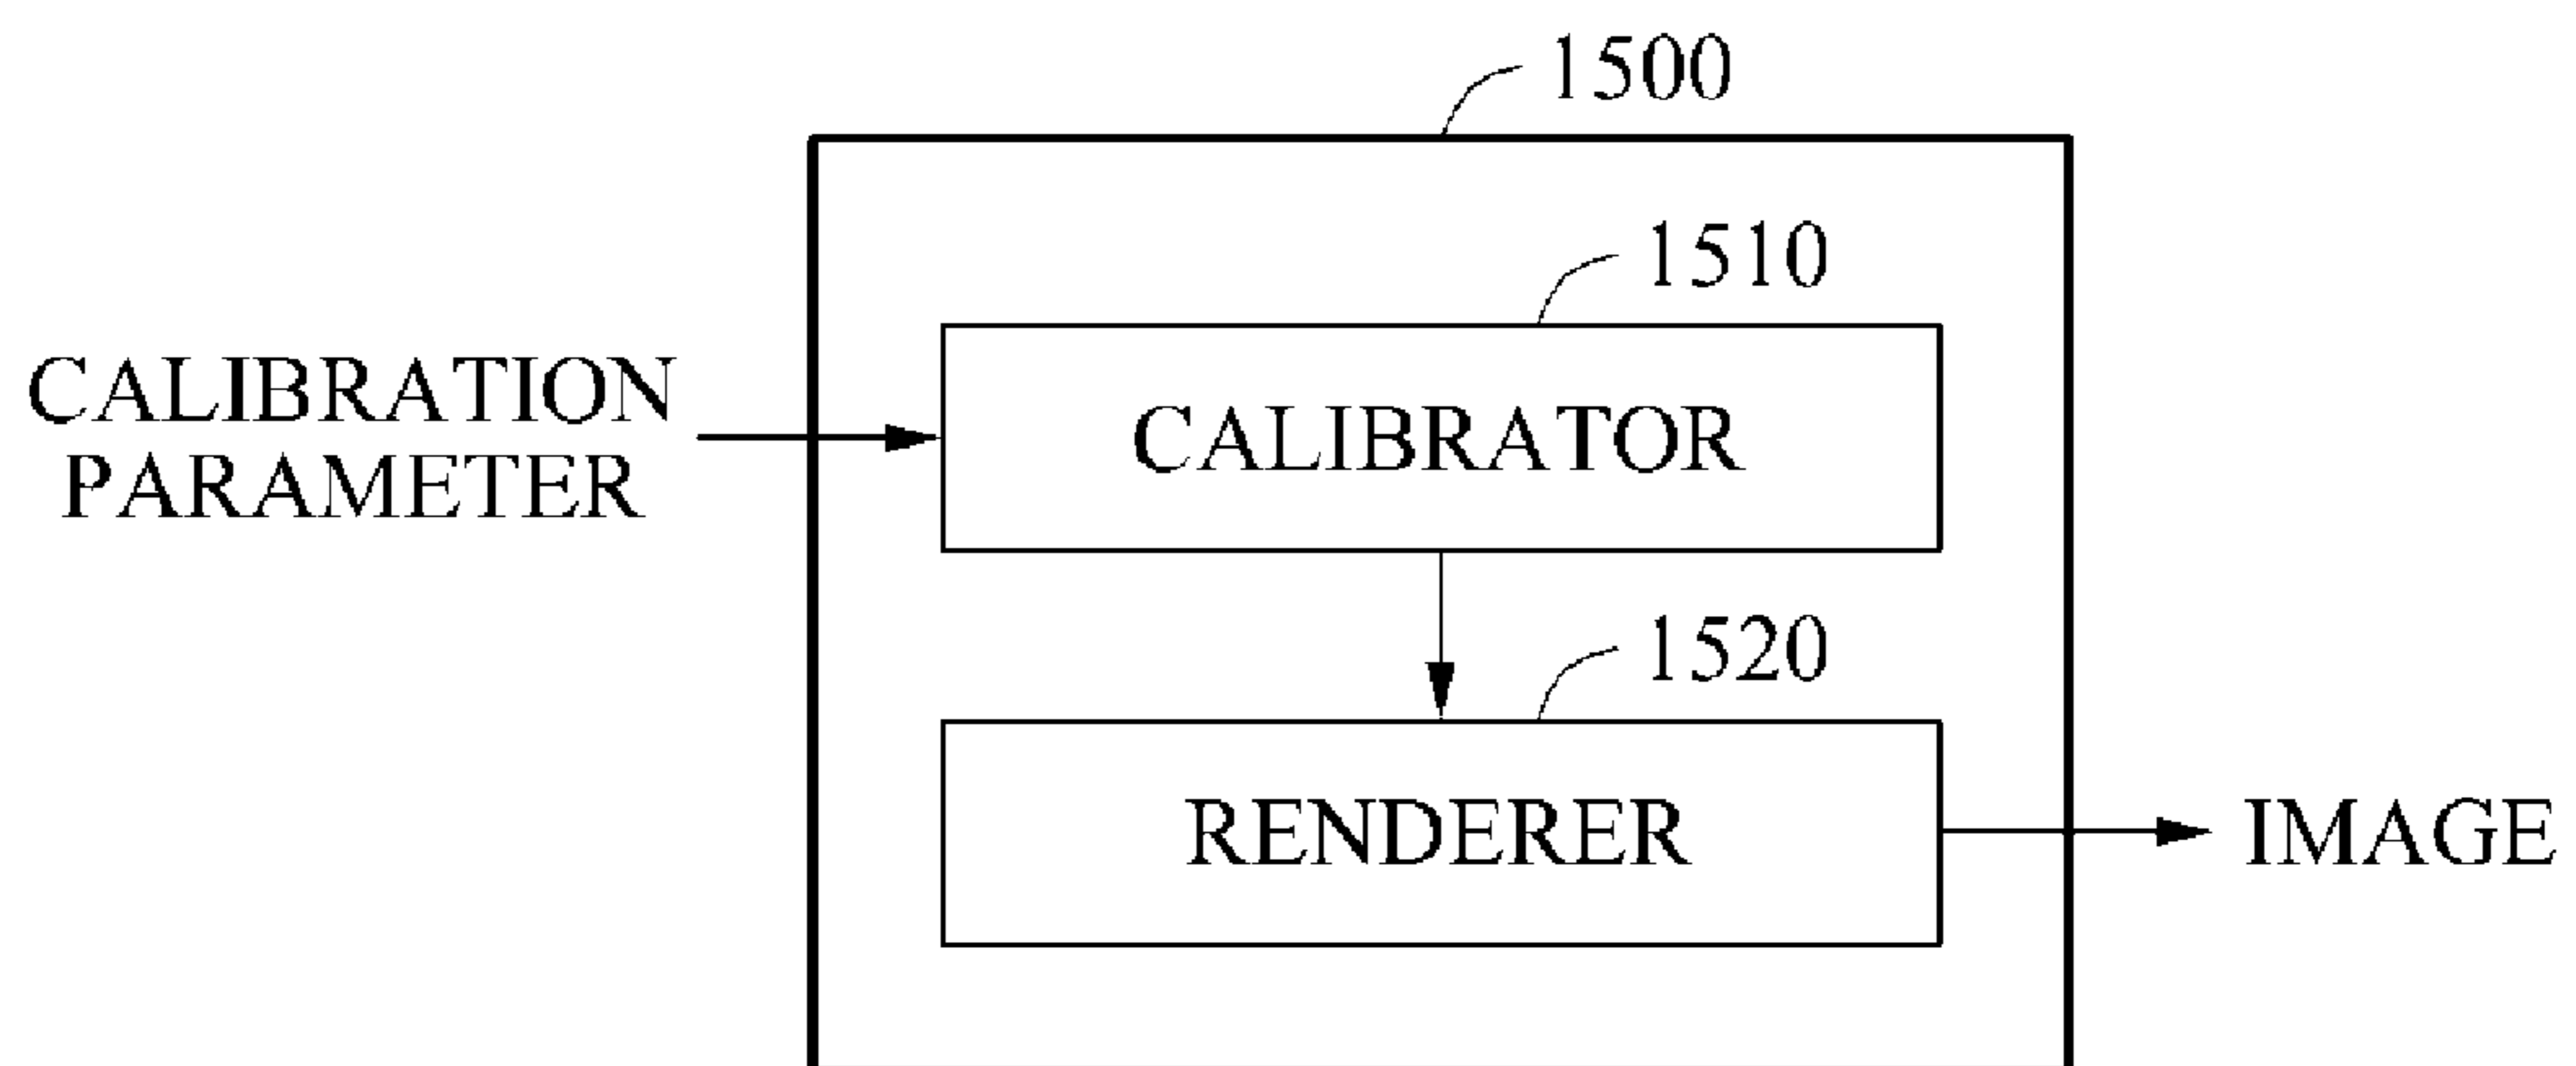 1500
1510
CALIBRATION
PARAMETER
CALIBRATOR
1520
RENDERER
IMAGE